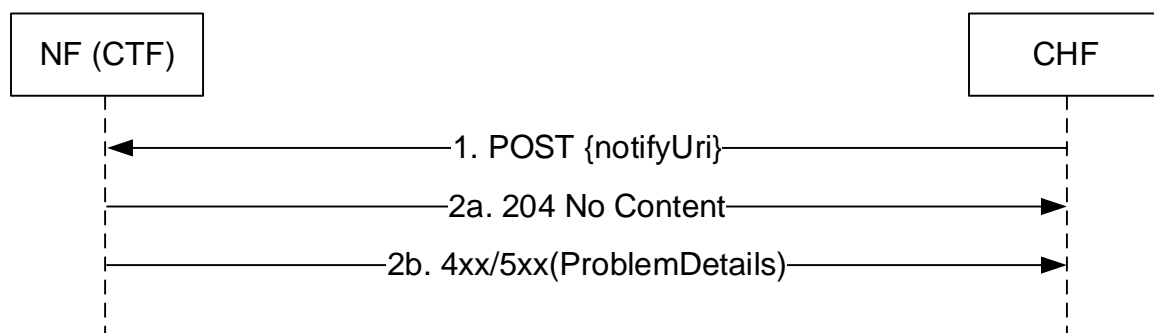 NF (CTF)
CHF
1. POST {notifyUri}
2a. 204 No Content
2b. 4xx/5xx(ProblemDetails)